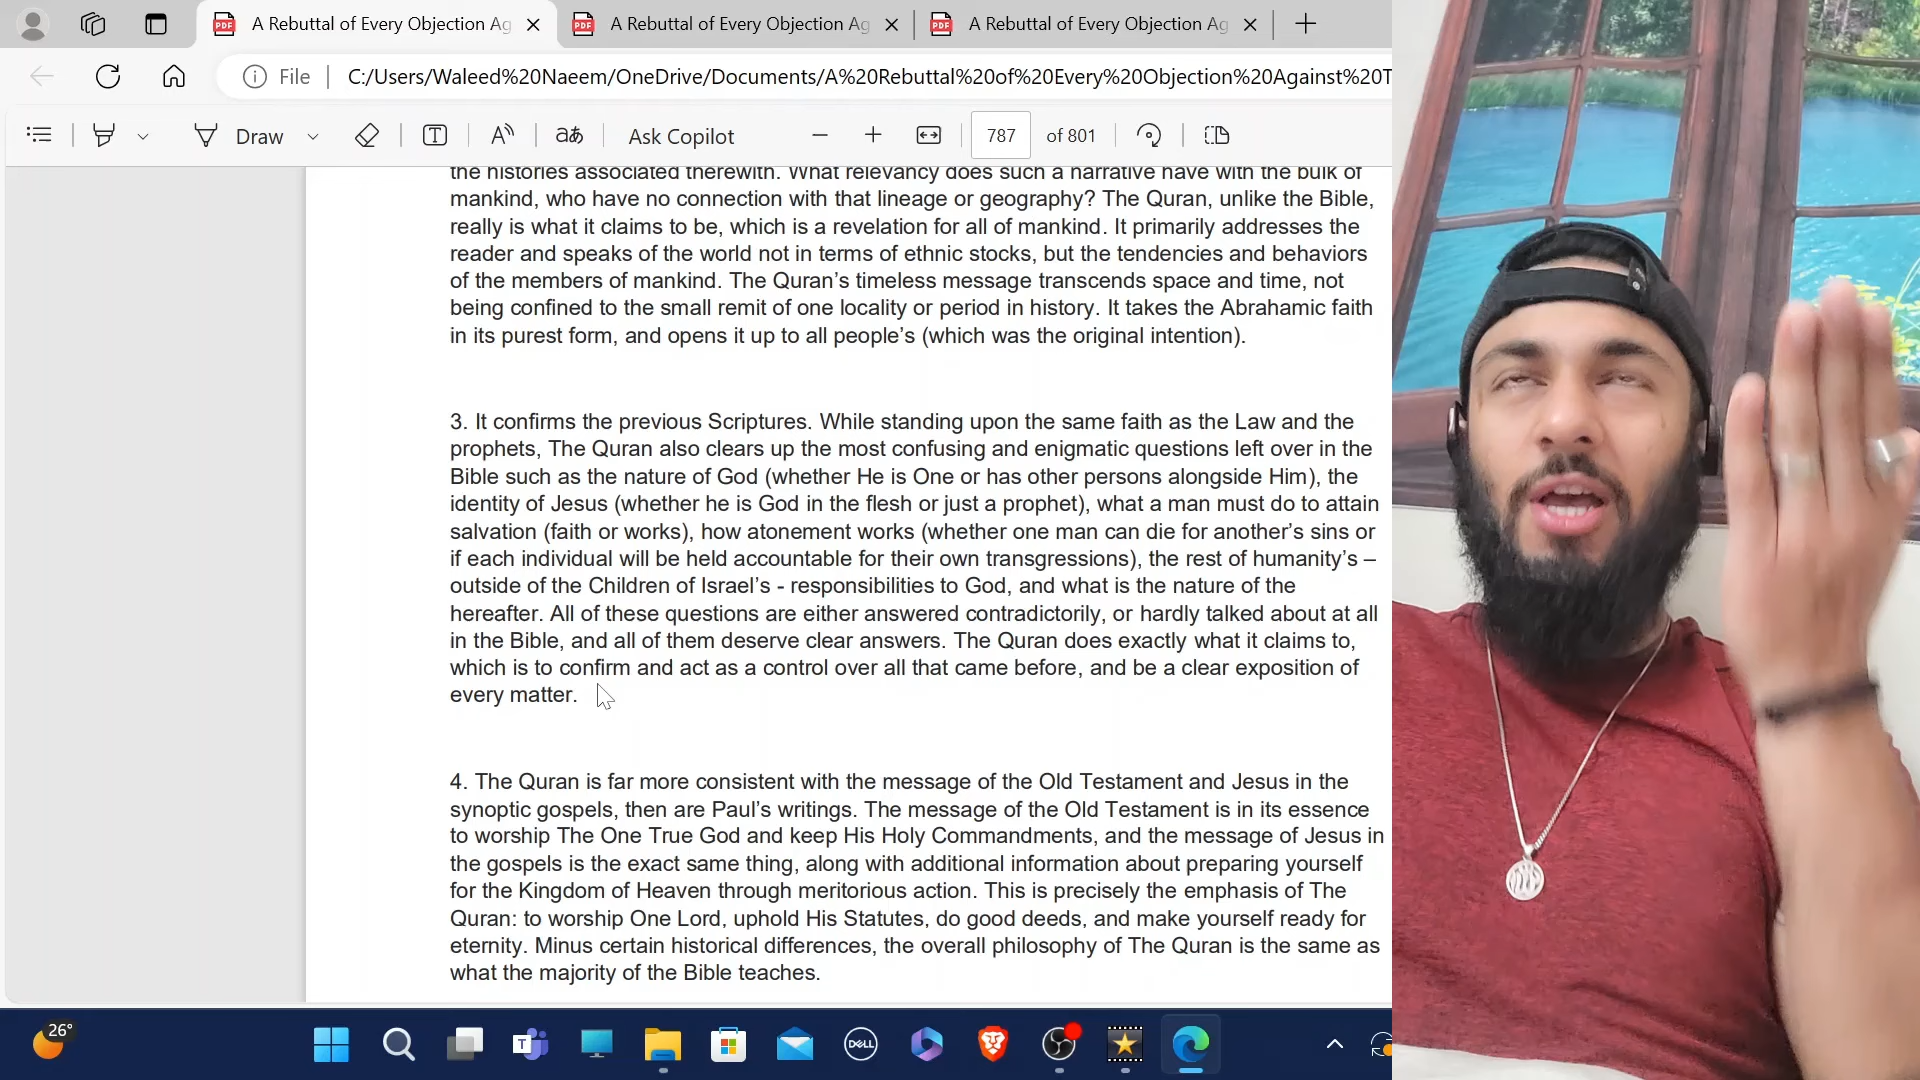 A Rebuttal of Every Objection Ag
A Rebuttal of Every Objection Ag
A Rebuttal of Every Objection Ag
File
C:/Users/Waleed%20Naeem/OneDrive/Documents/A%20Rebuttal%20of%20Every%20Objection%20Against%20T
Draw
Ask Copilot
787
of 801
the histories associated therewith. What relevancy does such a narrative have with the bulk of
mankind, who have no connection with that lineage or geography? The Quran, unlike the Bible,
really is what it claims to be, which is a revelation for all of mankind. It primarily addresses the
reader and speaks of the world not in terms of ethnic stocks, but the tendencies and behaviors
of the members of mankind. The Quran’s timeless message transcends space and time, not
being confined to the small remit of one locality or period in history. It takes the Abrahamic faith
in its purest form, and opens it up to all people’s (which was the original intention).
3. It confirms the previous Scriptures. While standing upon the same faith as the Law and the
prophets, The Quran also clears up the most confusing and enigmatic questions left over in the
Bible such as the nature of God (whether He is One or has other persons alongside Him), the
identity of Jesus (whether he is God in the flesh or just a prophet), what a man must do to attain
salvation (faith or works), how atonement works (whether one man can die for another’s sins or
if each individual will be held accountable for their own transgressions), the rest of humanity’s –
outside of the Children of Israel’s - responsibilities to God, and what is the nature of the
hereafter. All of these questions are either answered contradictorily, or hardly talked about at all
in the Bible, and all of them deserve clear answers. The Quran does exactly what it claims to,
which is to confirm and act as a control over all that came before, and be a clear exposition of
every matter.
4. The Quran is far more consistent with the message of the Old Testament and Jesus in the
synoptic gospels, then are Paul’s writings. The message of the Old Testament is in its essence
to worship The One True God and keep His Holy Commandments, and the message of Jesus in
the gospels is the exact same thing, along with additional information about preparing yourself
for the Kingdom of Heaven through meritorious action. This is precisely the emphasis of The
Quran: to worship One Lord, uphold His Statutes, do good deeds, and make yourself ready for
eternity. Minus certain historical differences, the overall philosophy of The Quran is the same as
what the majority of the Bible teaches.
26°
DELL